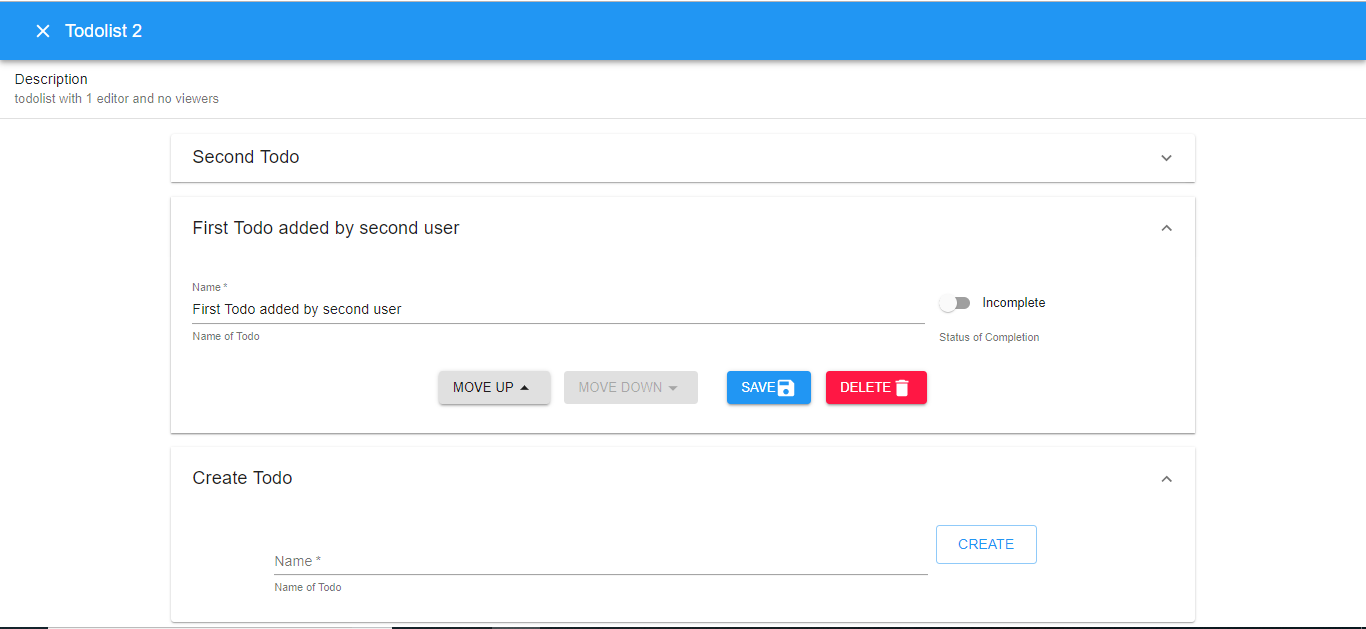 Todolist 2
Description
todolist with 1 editor and no viewers
Second Todo
First Todo added by second user
Name *
First Todo added by second user
Name of Todo
Incomplete
Status of Completion
MOVE UP
MOVE DOWN
SAVE
DELETE
Create Todo
Name *
Name of Todo
CREATE